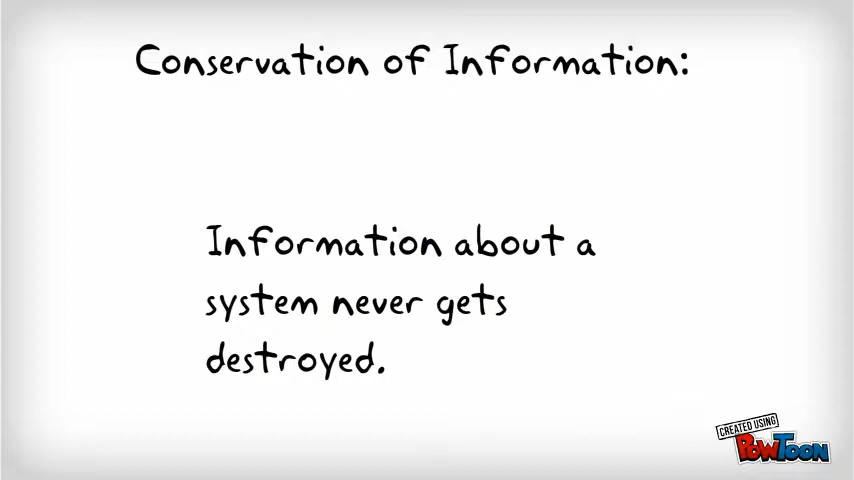 Conservation of Information:
Information about a
system never gets
destroyed.
CREATED USING
POWTOON